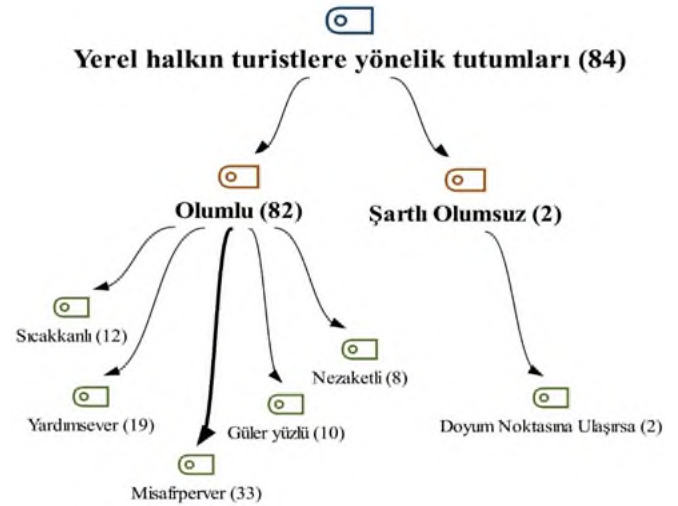 Yerel halkın turistlere yönelik tutumları (84)
Olumlu (82)
Şartlı Olumsuz (2)
Sıcakkanlı (12)
Nezaketli (8)
Yardımsever (19)
Güler yüzlü (10)
Doyum Noktasına Ulaşırsa (2)
Misafirperver (33)